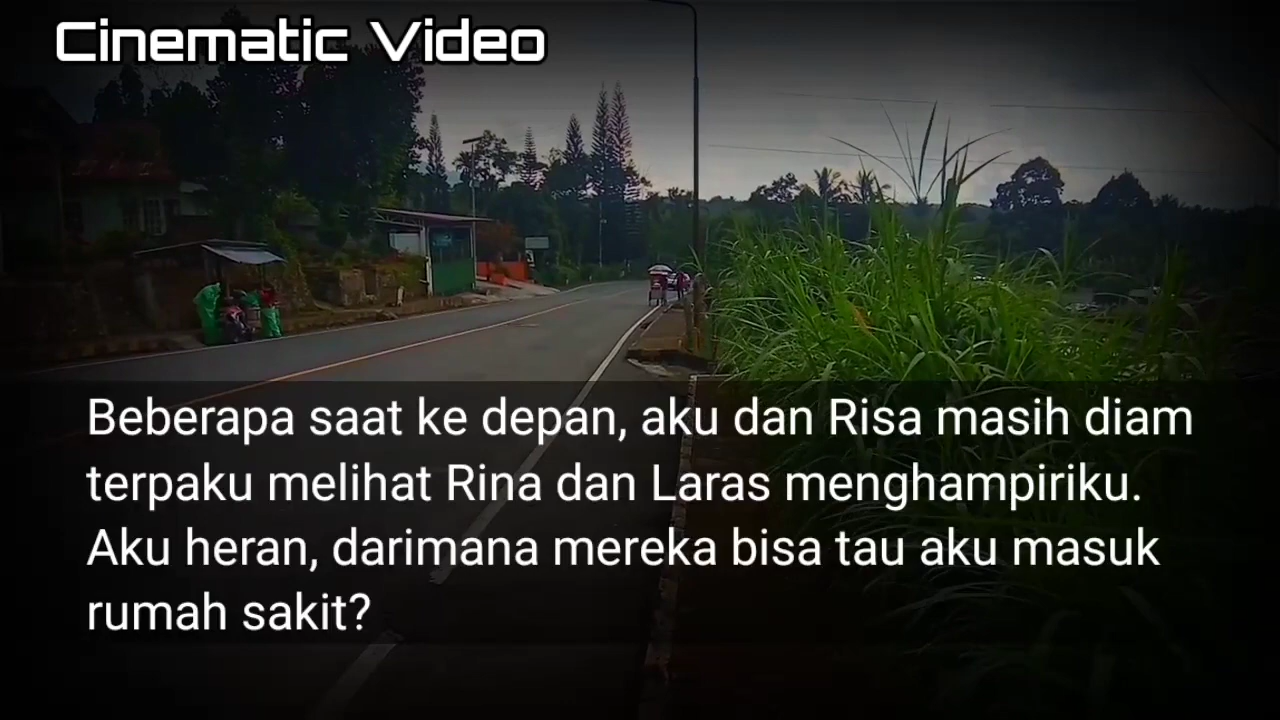 Cinematic Video
Beberapa saat ke depan, aku dan Risa masih diam
terpaku melihat Rina dan Laras menghampiriku.
Aku heran, darimana mereka bisa tau aku masuk
rumah sakit?